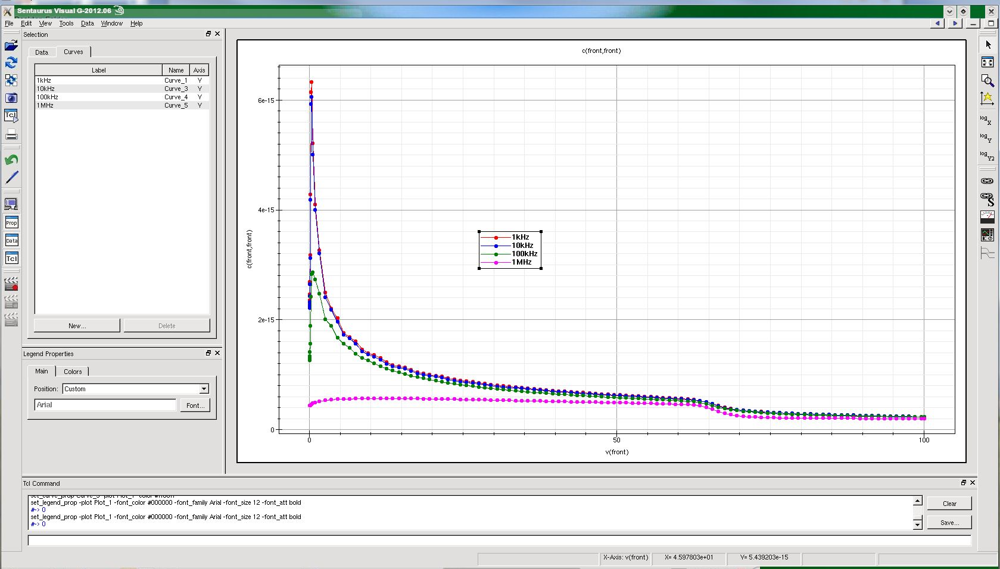 Sentaurus Visual G-2012.06
File Edit View Tools Data Window Help
Selection
Data Curves
Label Name Axis
1kHz Curve_1 Y
10kHz Curve_3 Y
100kHz Curve_4 Y
1MHz Curve_5 Y
New... Delete
Legend Properties
Main Colors
Position: Custom
Arial Font...
Tcl
Prop
Data
Tcl
c(front,front)
c(front,front)
6e-15
4e-15
2e-15
0
0 50 100
v(front)
1kHz
10kHz
100kHz
1MHz
log X
log Y
log Y2
S
Tcl Command
set_legend_prop -plot Plot_1 -font_color #000000 -font_family Arial -font_size 12 -font_att bold
#-> 0
set_legend_prop -plot Plot_1 -font_color #000000 -font_family Arial -font_size 12 -font_att bold
#-> 0
Clear
Save...
X-Axis: v(front) X= 4.597803e+01 Y= 5.439203e-15